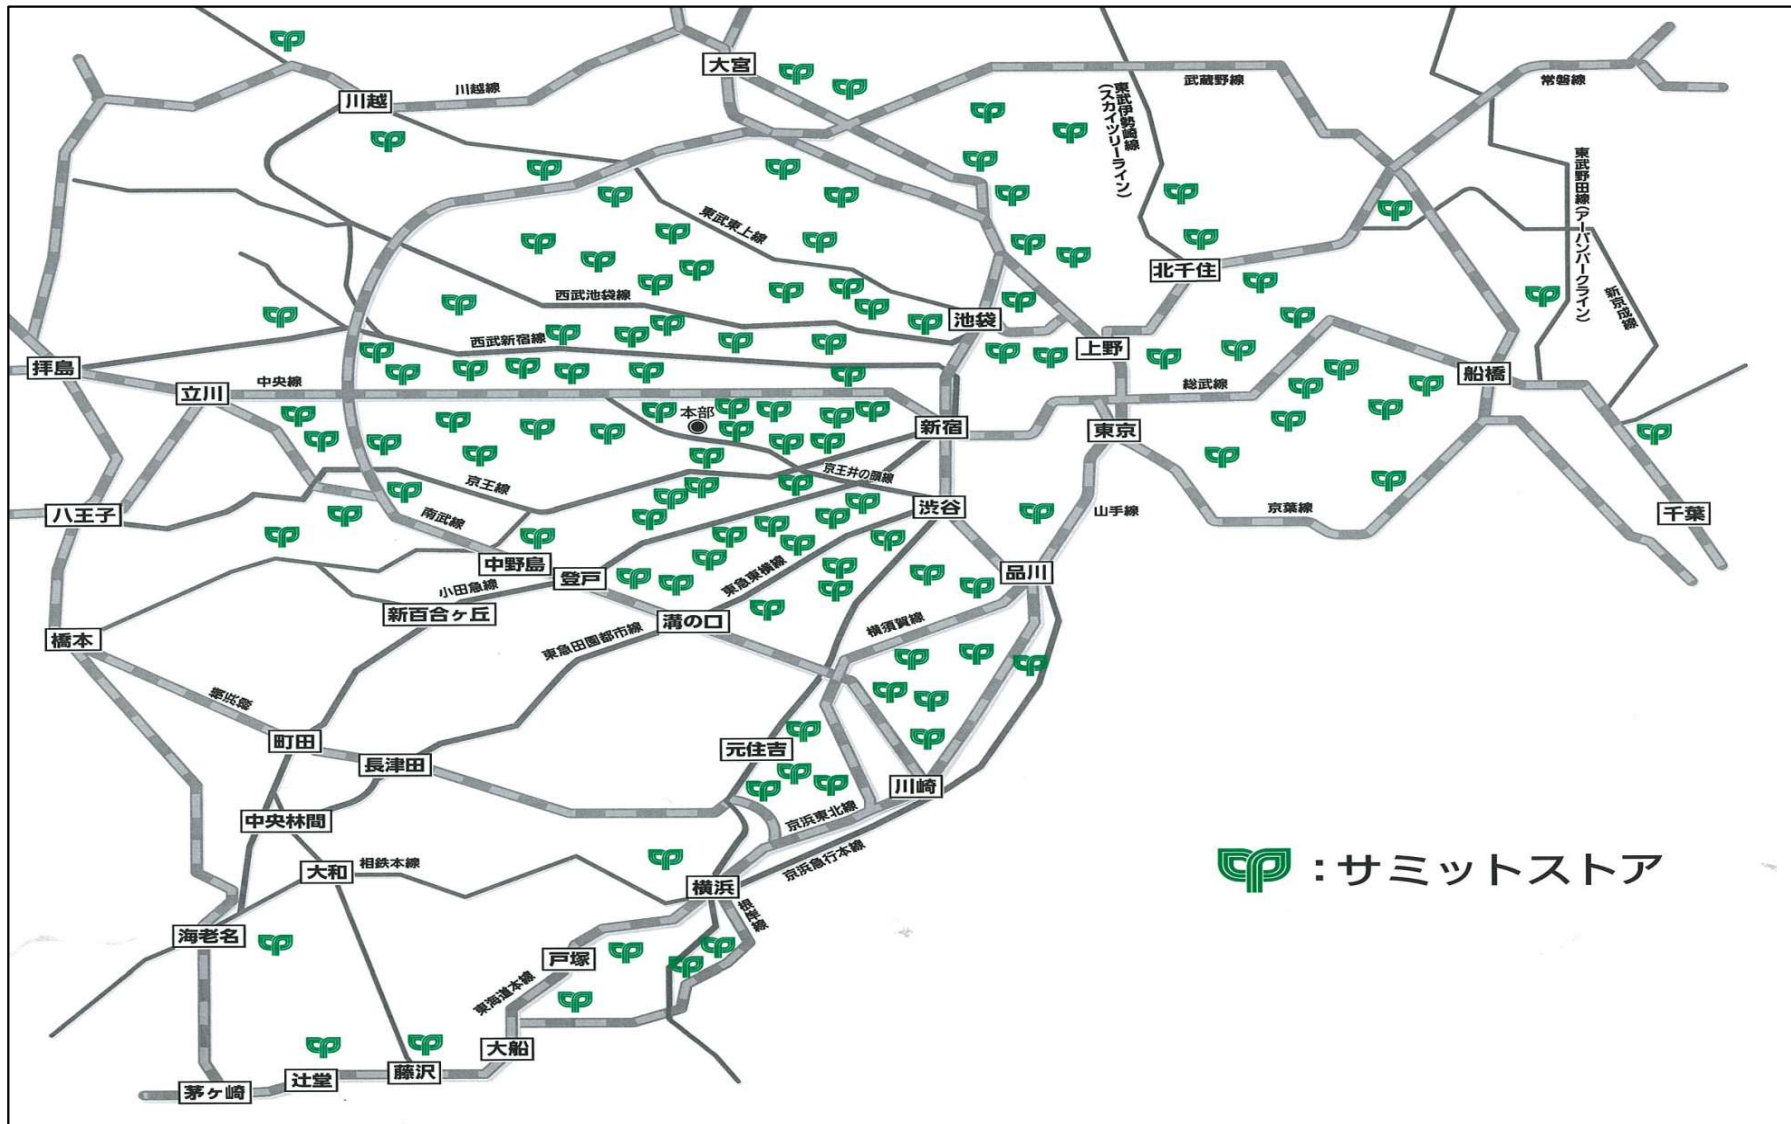 大宮
川越
川越線
武蔵野線
常磐線
東武伊勢崎線
(スカイツリーライン)
東武野田線(アーバンパークライン)
新京成線
東武東上線
北千住
西武池袋線
池袋
西武新宿線
上野
拝島
立川
中央線
総武線
船橋
本部
新宿
東京
京王井の頭線
京王線
八王子
南武線
渋谷
山手線
京葉線
千葉
中野島
登戸
品川
小田急線
新百合ヶ丘
東急東横線
溝の口
橋本
東急田園都市線
横須賀線
横浜線
町田
長津田
元住吉
川崎
中央林間
京浜東北線
京浜急行本線
大和
相鉄本線
横浜
根岸線
:サミットストア
海老名
戸塚
東海道本線
大船
藤沢
辻堂
茅ヶ崎